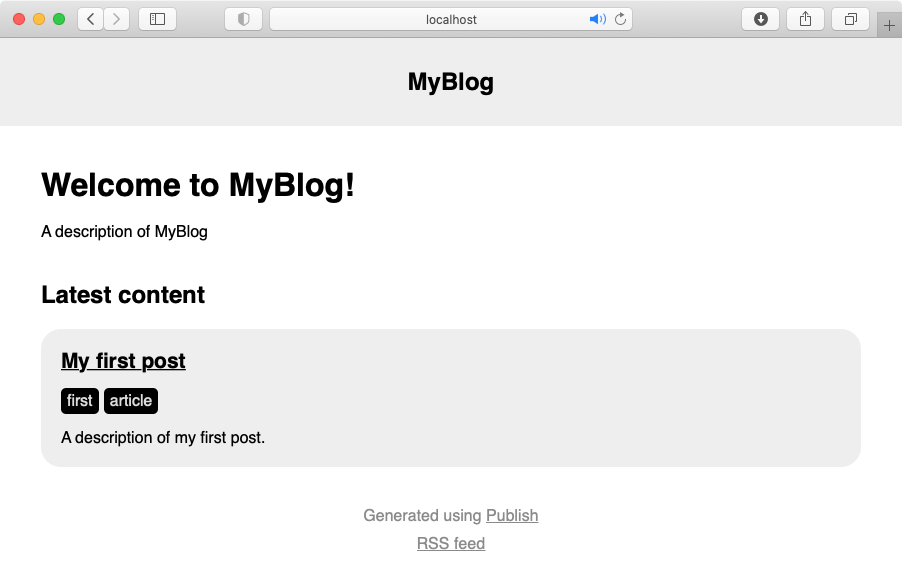 localhost
MyBlog
Welcome to MyBlog!
A description of MyBlog
Latest content
My first post
first article
A description of my first post.
Generated using Publish
RSS feed